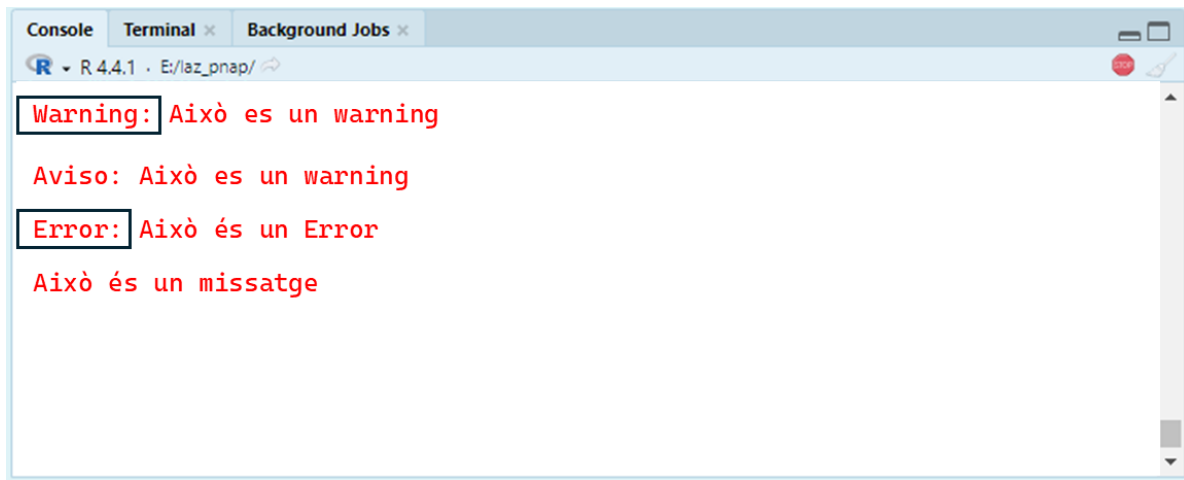 Console Terminal Background Jobs
R R 4.4.1 · E:/laz_pnap/ STOP
Warning: Això es un warning
Aviso: Això es un warning
Error: Això és un Error
Això és un missatge